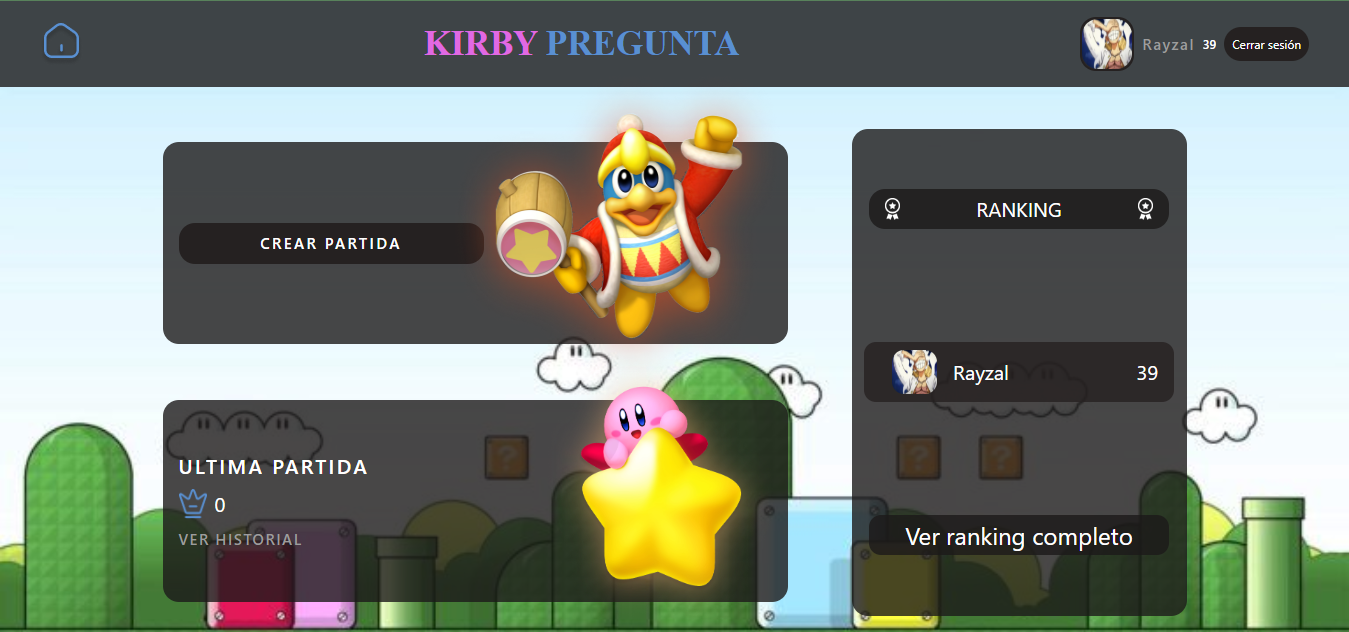 KIRBY PREGUNTA
Rayzal 39 Cerrar sesión
CREAR PARTIDA
ULTIMA PARTIDA
0
VER HISTORIAL
RANKING
Rayzal 39
Ver ranking completo